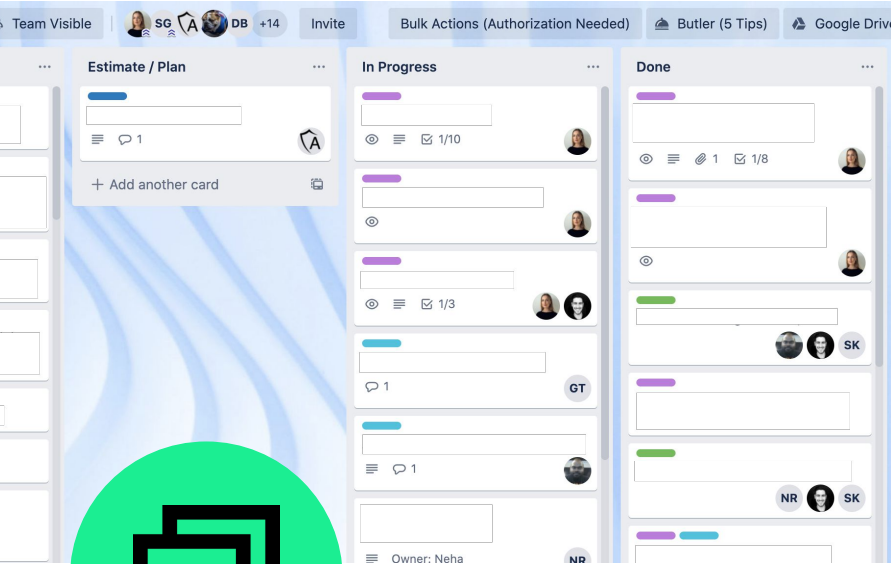 Team Visible
SG
A
DB
+14
Invite
Bulk Actions (Authorization Needed)
Butler (5 Tips)
Google Drive
Estimate / Plan
1
A
+ Add another card
In Progress
1/10
1/3
1
GT
1
Owner: Neha
NR
Done
1
1/8
SK
NR
SK